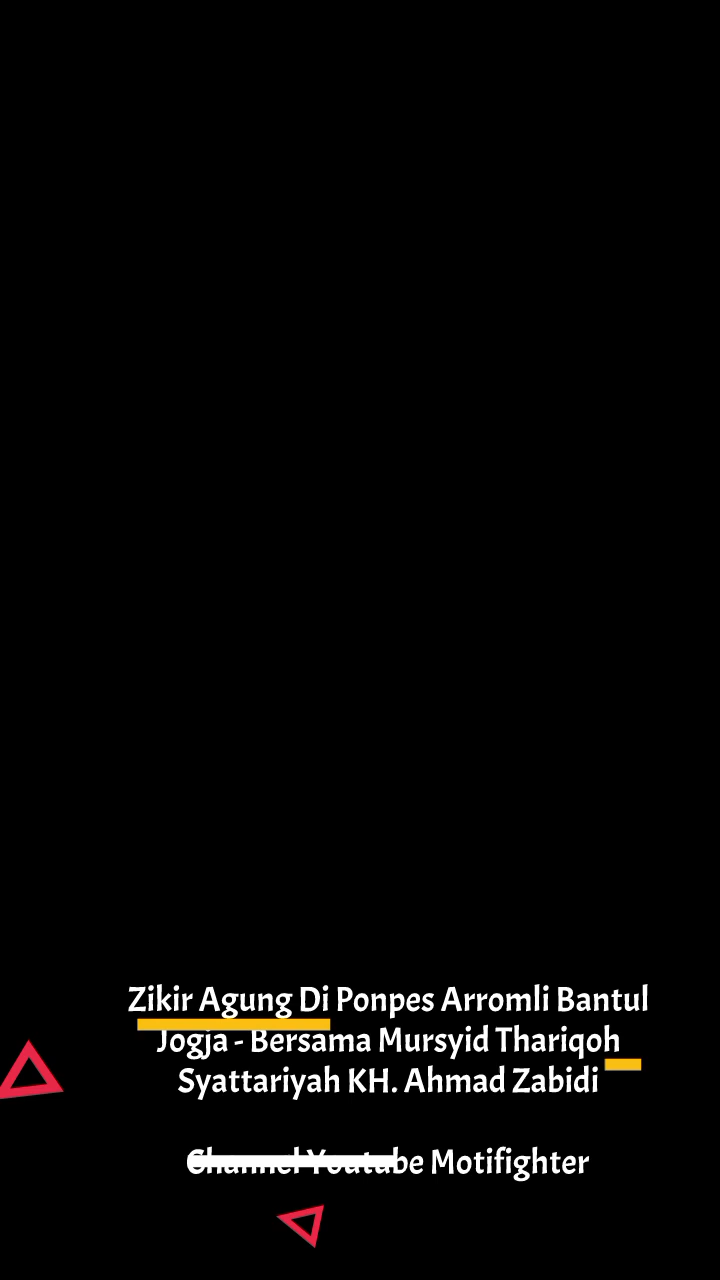 Zikir Agung Di Ponpes Arromli Bantul
Jogja - Bersama Mursyid Thariqoh
Syattariyah KH. Ahmad Zabidi
Channel Youtube Motifighter